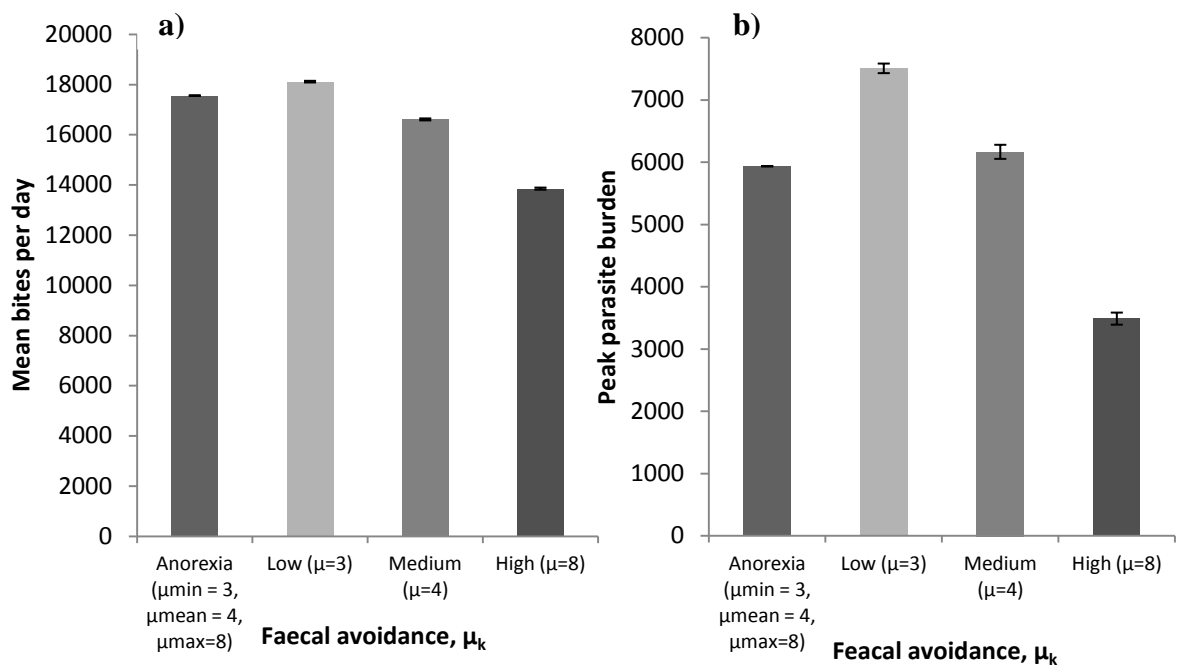 a)
Mean bites per day
20000
18000
16000
14000
12000
10000
8000
6000
4000
2000
0
Anorexia
(μmin = 3,
μmean = 4,
μmax=8)
Low (μ=3)
Medium
(μ=4)
High (μ=8)
Faecal avoidance, μk
b)
Peak parasite burden
8000
7000
6000
5000
4000
3000
2000
1000
0
Anorexia
(μmin = 3,
μmean = 4,
μmax=8)
Low (μ=3)
Medium
(μ=4)
High (μ=8)
Feacal avoidance, μk